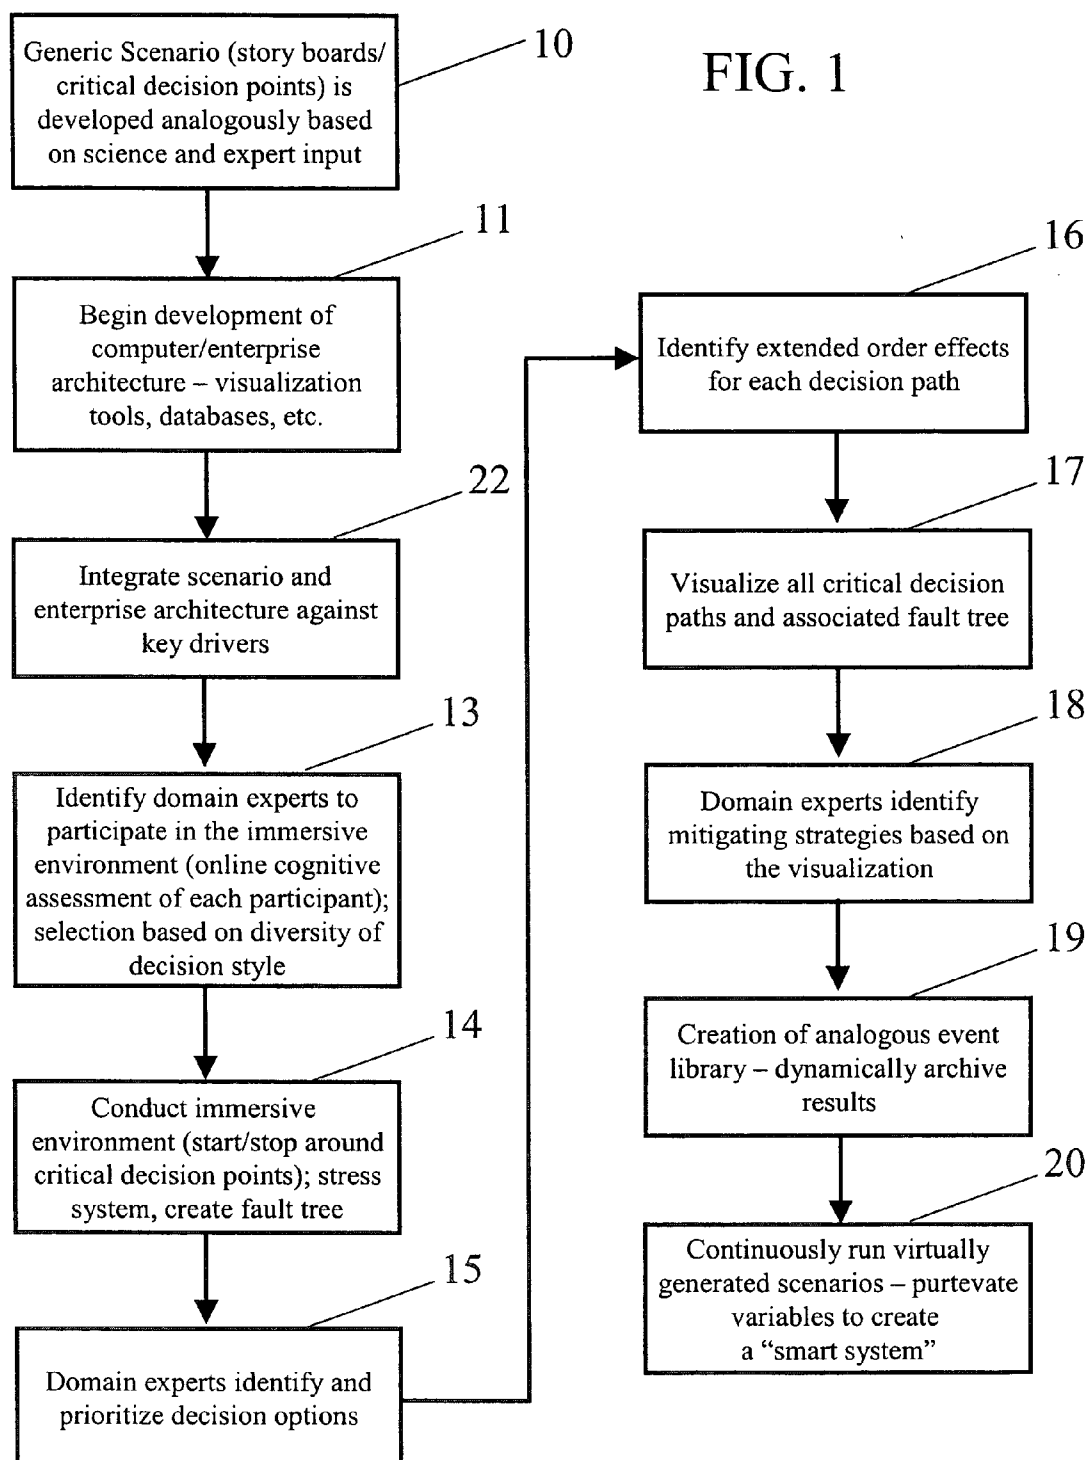 FIG. 1
10
Generic Scenario (story boards/
critical decision points) is
developed analogously based
on science and expert input
11
Begin development of
computer/enterprise
architecture – visualization
tools, databases, etc.
22
Integrate scenario and
enterprise architecture against
key drivers
13
Identify domain experts to
participate in the immersive
environment (online cognitive
assessment of each participant);
selection based on diversity of
decision style
14
Conduct immersive
environment (start/stop around
critical decision points); stress
system, create fault tree
15
Domain experts identify and
prioritize decision options
16
Identify extended order effects
for each decision path
17
Visualize all critical decision
paths and associated fault tree
18
Domain experts identify
mitigating strategies based on
the visualization
19
Creation of analogous event
library – dynamically archive
results
20
Continuously run virtually
generated scenarios – purtevate
variables to create
a “smart system”